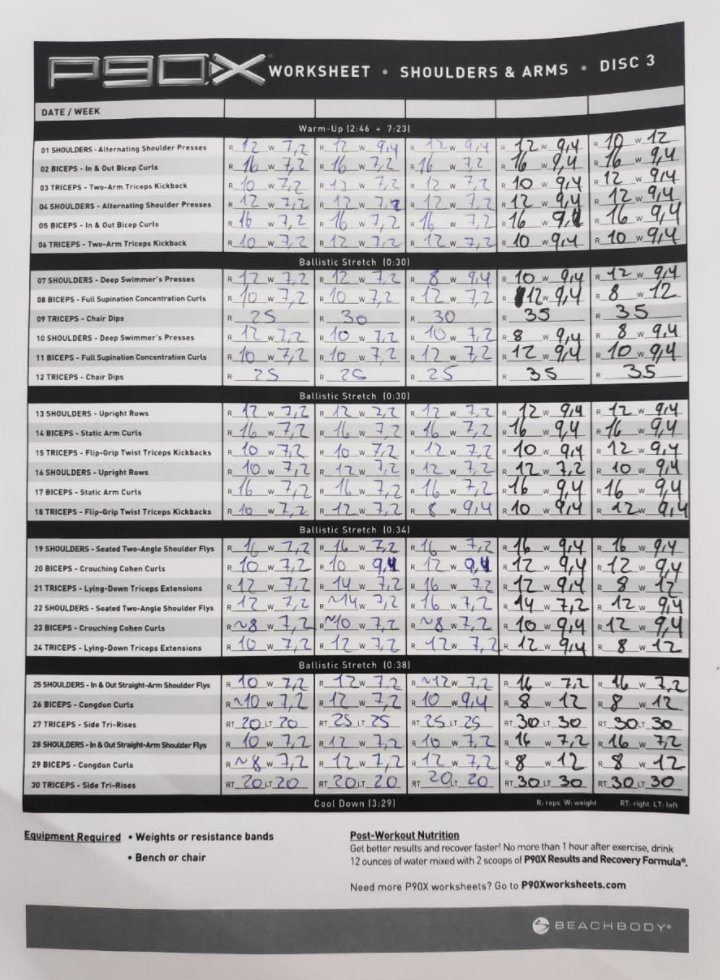 P90X® WORKSHEET • SHOULDERS & ARMS • DISC 3
DATE / WEEK
Warm-Up (2:46 + 7:23)
01 SHOULDERS - Alternating Shoulder Presses R 12 W 7,2 R 12 W 9,4 R 12 W 9,4 R 12 W 9,4 R 10 W 12
02 BICEPS - In & Out Bicep Curls R 16 W 7,2 R 16 W 7,2 R 16 W 7,2 R 16 W 9,4 R 16 W 9,4
03 TRICEPS - Two-Arm Triceps Kickback R 10 W 7,2 R 12 W 7,2 R 12 W 7,2 R 10 W 9,4 R 12 W 9,4
04 SHOULDERS - Alternating Shoulder Presses R 12 W 7,2 R 12 W 7,2 R 12 W 7,2 R 12 W 9,4 R 12 W 9,4
05 BICEPS - In & Out Bicep Curls R 16 W 7,2 R 16 W 7,2 R 16 W 7,2 R 16 W 9,4 R 16 W 9,4
06 TRICEPS - Two-Arm Triceps Kickback R 10 W 7,2 R 12 W 7,2 R 12 W 7,2 R 10 W 9,4 R 10 W 9,4
Ballistic Stretch (0:30)
07 SHOULDERS - Deep Swimmer's Presses R 12 W 7,2 R 12 W 7,2 R 8 W 9,4 R 10 W 9,4 R 12 W 9,4
08 BICEPS - Full Supination Concentration Curls R 10 W 7,2 R 10 W 7,2 R 12 W 7,2 R 12 W 9,4 R 8 W 12
09 TRICEPS - Chair Dips R 25 R 30 R 30 R 35 R 35
10 SHOULDERS - Deep Swimmer's Presses R 12 W 7,2 R 10 W 7,2 R 10 W 7,2 R 8 W 9,4 R 8 W 9,4
11 BICEPS - Full Supination Concentration Curls R 10 W 7,2 R 10 W 7,2 R 12 W 7,2 R 12 W 9,4 R 10 W 9,4
12 TRICEPS - Chair Dips R 25 R 25 R 25 R 35 R 35
Ballistic Stretch (0:30)
13 SHOULDERS - Upright Rows R 12 W 7,2 R 12 W 7,2 R 12 W 7,2 R 12 W 9,4 R 12 W 9,4
14 BICEPS - Static Arm Curls R 16 W 7,2 R 16 W 7,2 R 16 W 7,2 R 16 W 9,4 R 16 W 9,4
15 TRICEPS - Flip-Grip Twist Triceps Kickbacks R 10 W 7,2 R 10 W 7,2 R 12 W 7,2 R 10 W 9,4 R 12 W 9,4
16 SHOULDERS - Upright Rows R 10 W 7,2 R 12 W 7,2 R 12 W 7,2 R 12 W 7,2 R 10 W 9,4
17 BICEPS - Static Arm Curls R 16 W 7,2 R 16 W 7,2 R 16 W 7,2 R 16 W 9,4 R 16 W 9,4
18 TRICEPS - Flip-Grip Twist Triceps Kickbacks R 10 W 7,2 R 12 W 7,2 R 8 W 9,4 R 10 W 9,4 R 12 W 9,4
Ballistic Stretch (0:34)
19 SHOULDERS - Seated Two-Angle Shoulder Flys R 16 W 7,2 R 16 W 7,2 R 16 W 7,2 R 16 W 9,4 R 16 W 9,4
20 BICEPS - Crouching Cohen Curls R 10 W 7,2 R 10 W 9,4 R 12 W 9,4 R 12 W 9,4 R 12 W 9,4
21 TRICEPS - Lying-Down Triceps Extensions R 12 W 7,2 R 14 W 7,2 R 16 W 7,2 R 12 W 9,4 R 8 W 12
22 SHOULDERS - Seated Two-Angle Shoulder Flys R 12 W 7,2 R ~14 W 7,2 R 16 W 7,2 R 14 W 7,2 R 12 W 9,4
23 BICEPS - Crouching Cohen Curls R ~8 W 7,2 R ~10 W 7,2 R ~8 W 7,2 R 10 W 9,4 R 12 W 9,4
24 TRICEPS - Lying-Down Triceps Extensions R 10 W 7,2 R 12 W 7,2 R 12 W 7,2 R 12 W 9,4 R 8 W 12
Ballistic Stretch (0:38)
25 SHOULDERS - In & Out Straight-Arm Shoulder Flys R 10 W 7,2 R 12 W 7,2 R ~12 W 7,2 R 16 W 7,2 R 16 W 7,2
26 BICEPS - Congdon Curls R ~10 W 7,2 R 12 W 7,2 R 10 W 9,4 R 8 W 12 R 8 W 12
27 TRICEPS - Side Tri-Rises RT 20 LT 20 RT 25 LT 25 RT 25 LT 25 RT 30 LT 30 RT 30 LT 30
28 SHOULDERS - In & Out Straight-Arm Shoulder Flys R 10 W 7,2 R 12 W 7,2 R 10 W 7,2 R 16 W 7,2 R 16 W 7,2
29 BICEPS - Congdon Curls R ~8 W 7,2 R 12 W 7,2 R 12 W 7,2 R 8 W 12 R 8 W 12
30 TRICEPS - Side Tri-Rises RT 20 LT 20 RT 20 LT 20 RT 20 LT 20 RT 30 LT 30 RT 30 LT 30
Cool Down (3:29) R: reps W: weight RT: right LT: left
Equipment Required • Weights or resistance bands
• Bench or chair
Post-Workout Nutrition
Get better results and recover faster! No more than 1 hour after exercise, drink
12 ounces of water mixed with 2 scoops of P90X Results and Recovery Formula®.
Need more P90X worksheets? Go to P90Xworksheets.com
BEACHBODY®